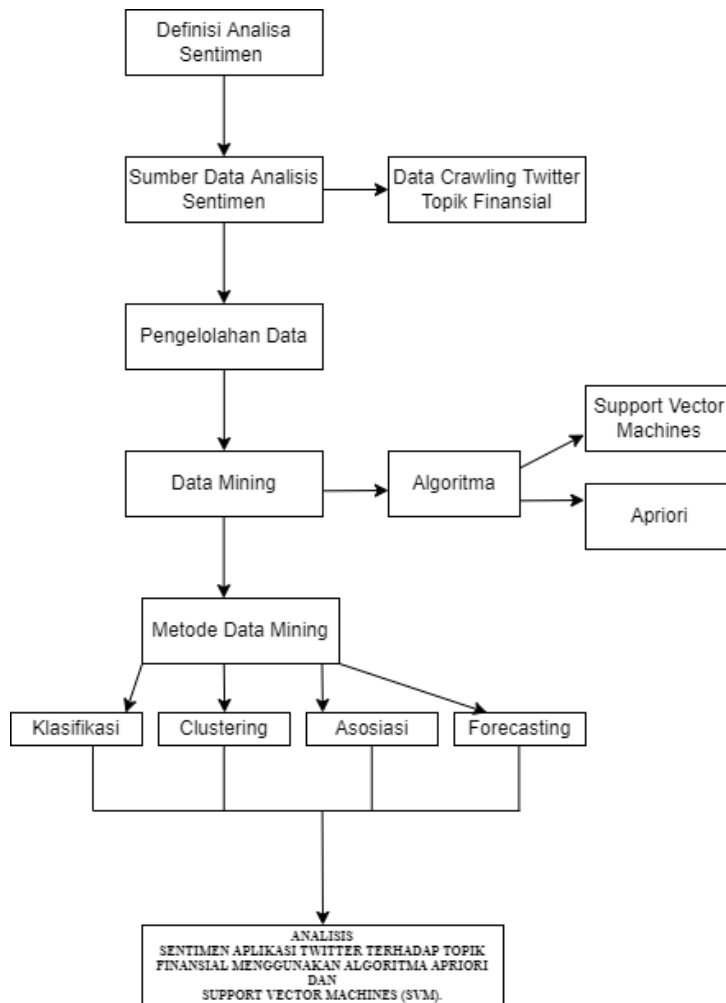 Definisi Analisa
Sentimen
Sumber Data Analisis
Sentimen
Data Crawling Twitter
Topik Finansial
Pengelolahan Data
Data Mining
Algoritma
Support Vector
Machines
Apriori
Metode Data Mining
Klasifikasi
Clustering
Asosiasi
Forecasting
ANALISIS
SENTIMEN APLIKASI TWITTER TERHADAP TOPIK
FINANSIAL MENGGUNAKAN ALGORITMA APRIORI
DAN
SUPPORT VECTOR MACHINES (SVM).